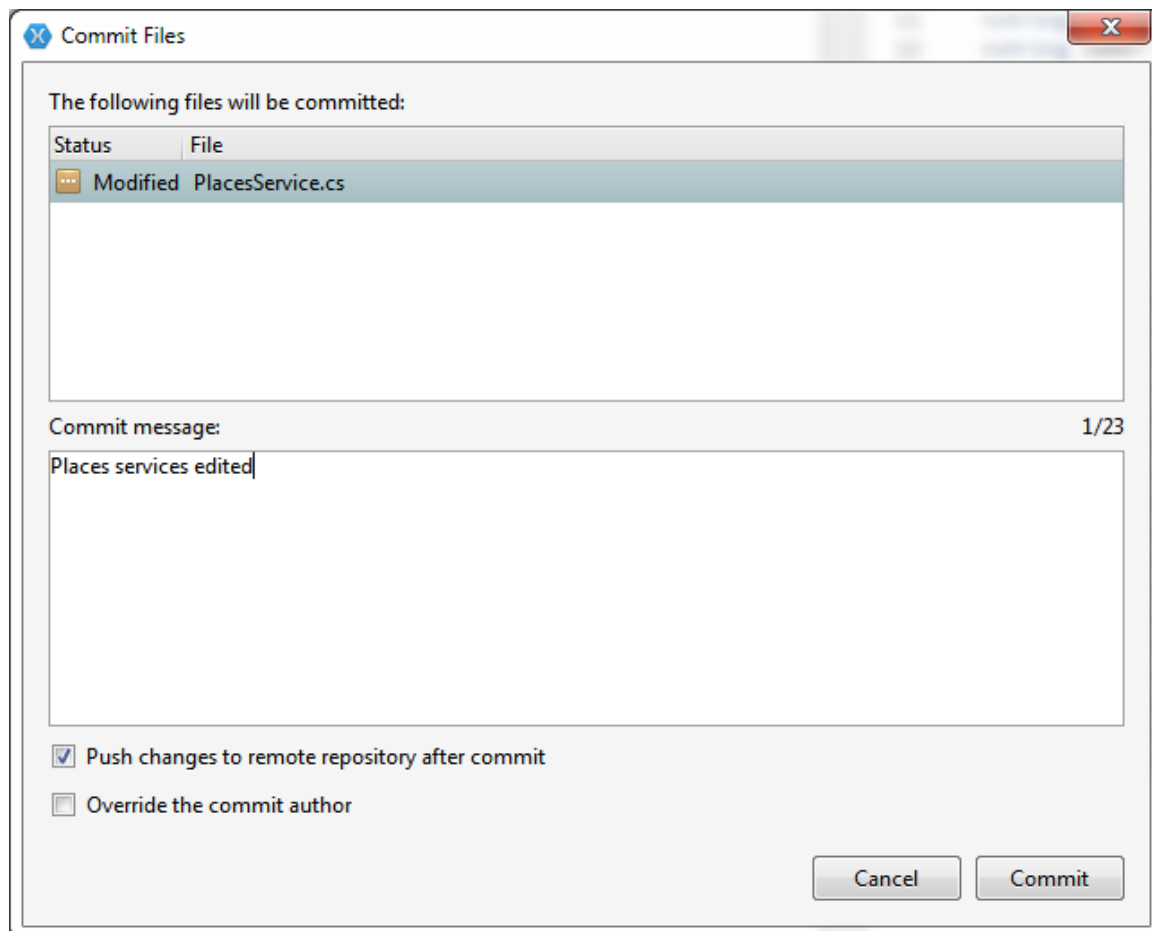 Commit Files
The following files will be committed:
Status File
Modified PlacesService.cs
Commit message: 1/23
Places services edited
Push changes to remote repository after commit
Override the commit author
Cancel Commit